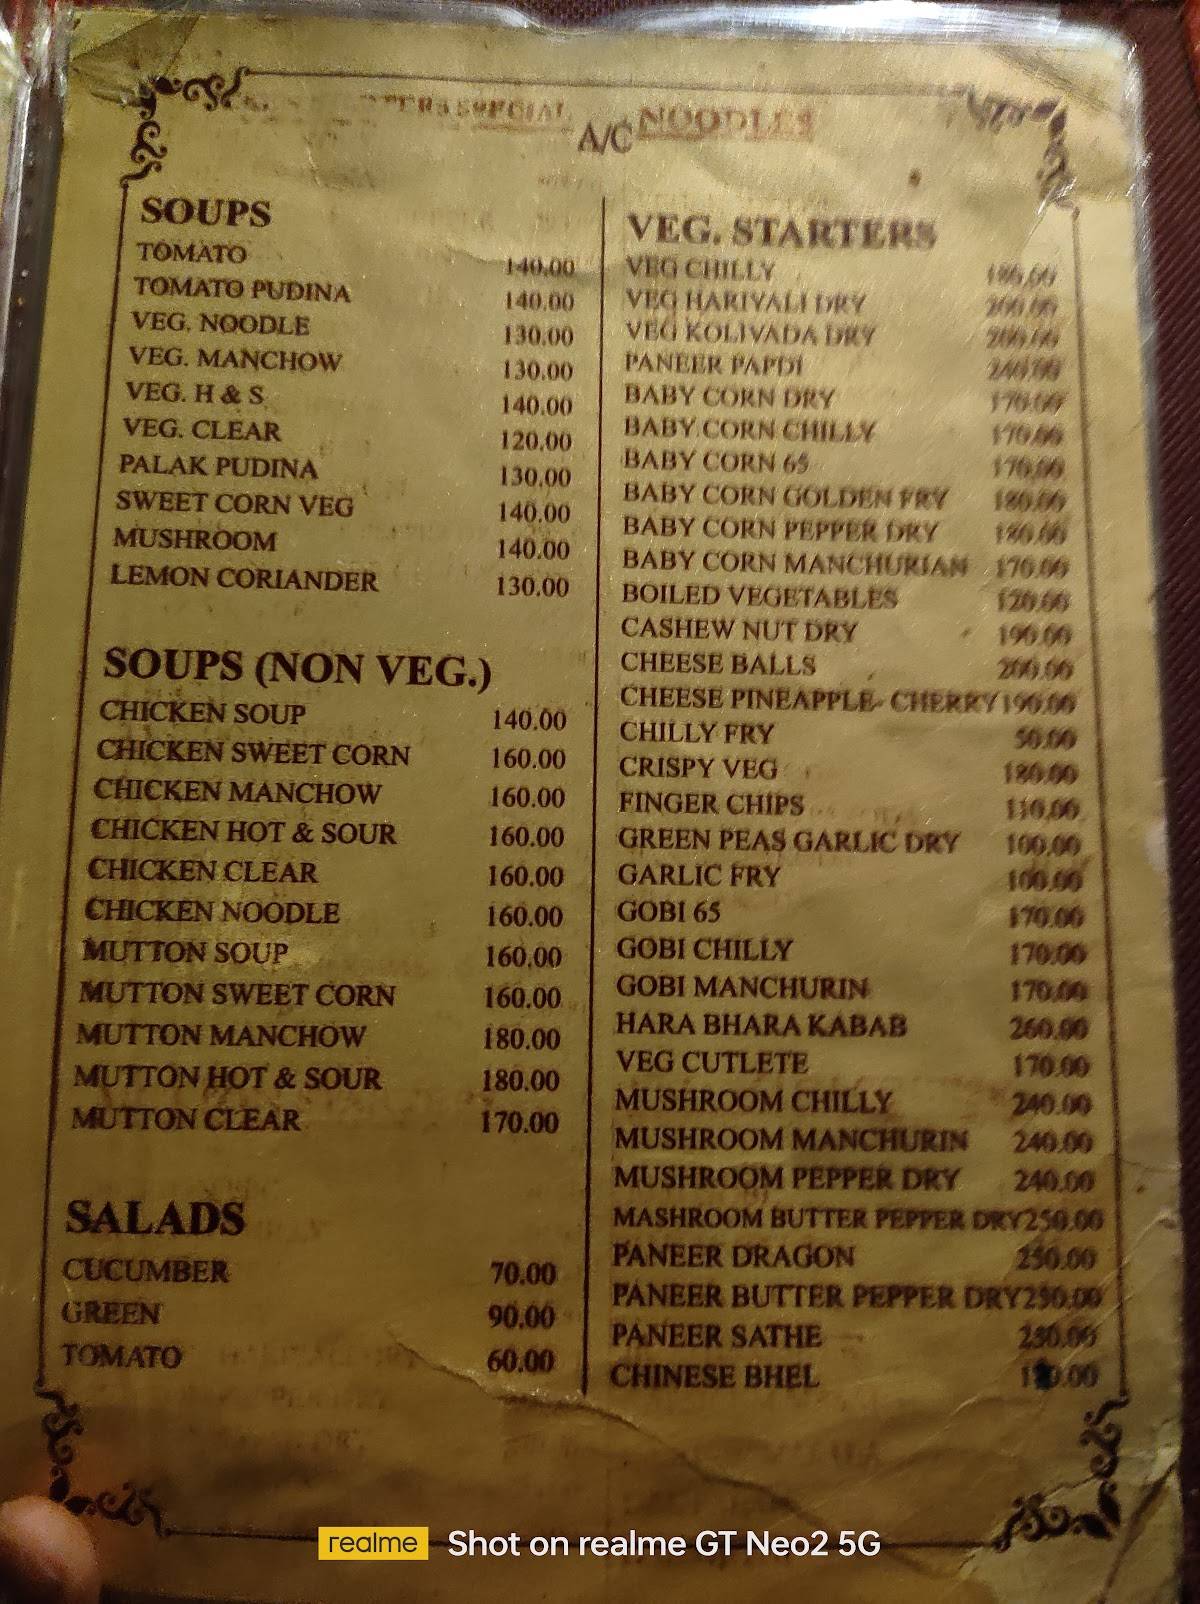 SPECIAL
NOODLES
A/C
SOUPS
TOMATO 140.00
TOMATO PUDINA 140.00
VEG. NOODLE 130.00
VEG. MANCHOW 130.00
VEG. H & S 140.00
VEG. CLEAR 120.00
PALAK PUDINA 130.00
SWEET CORN VEG 140.00
MUSHROOM 140.00
LEMON CORIANDER 130.00
SOUPS (NON VEG.)
CHICKEN SOUP 140.00
CHICKEN SWEET CORN 160.00
CHICKEN MANCHOW 160.00
CHICKEN HOT & SOUR 160.00
CHICKEN CLEAR 160.00
CHICKEN NOODLE 160.00
MUTTON SOUP 160.00
MUTTON SWEET CORN 160.00
MUTTON MANCHOW 180.00
MUTTON HOT & SOUR 180.00
MUTTON CLEAR 170.00
SALADS
CUCUMBER 70.00
GREEN 90.00
TOMATO 60.00
VEG. STARTERS
VEG CHILLY 180.00
VEG HARIYALI DRY 200.00
VEG KOLIVADA DRY 200.00
PANEER PAPDI 240.00
BABY CORN DRY 170.00
BABY CORN CHILLY 170.00
BABY CORN 65 170.00
BABY CORN GOLDEN FRY 180.00
BABY CORN PEPPER DRY 180.00
BABY CORN MANCHURIAN 170.00
BOILED VEGETABLES 120.00
CASHEW NUT DRY 190.00
CHEESE BALLS 200.00
CHEESE PINEAPPLE- CHERRY 190.00
CHILLY FRY 50.00
CRISPY VEG 180.00
FINGER CHIPS 110.00
GREEN PEAS GARLIC DRY 100.00
GARLIC FRY 100.00
GOBI 65 170.00
GOBI CHILLY 170.00
GOBI MANCHURIN 170.00
HARA BHARA KABAB 260.00
VEG CUTLETE 170.00
MUSHROOM CHILLY 240.00
MUSHROOM MANCHURIN 240.00
MUSHROOM PEPPER DRY 240.00
MASHROOM BUTTER PEPPER DRY 250.00
PANEER DRAGON 250.00
PANEER BUTTER PEPPER DRY 250.00
PANEER SATHE 250.00
CHINESE BHEL
realme Shot on realme GT Neo2 5G